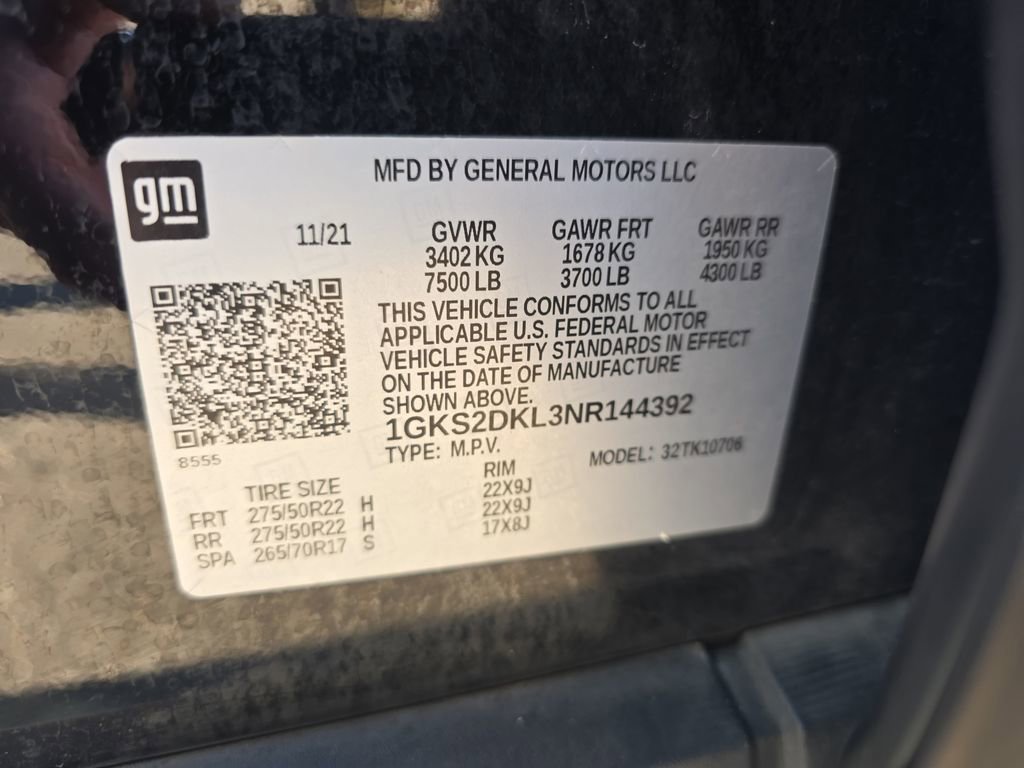 gm
MFD BY GENERAL MOTORS LLC
11/21 GVWR GAWR FRT GAWR RR
3402 KG 1678 KG 1950 KG
7500 LB 3700 LB 4300 LB
THIS VEHICLE CONFORMS TO ALL
APPLICABLE U.S. FEDERAL MOTOR
VEHICLE SAFETY STANDARDS IN EFFECT
ON THE DATE OF MANUFACTURE
SHOWN ABOVE.
1GKS2DKL3NR144392
8555
TYPE: M.P.V. MODEL: 32TK10706
TIRE SIZE RIM
FRT 275/50R22 H 22X9J
RR 275/50R22 H 22X9J
SPA 265/70R17 S 17X8J